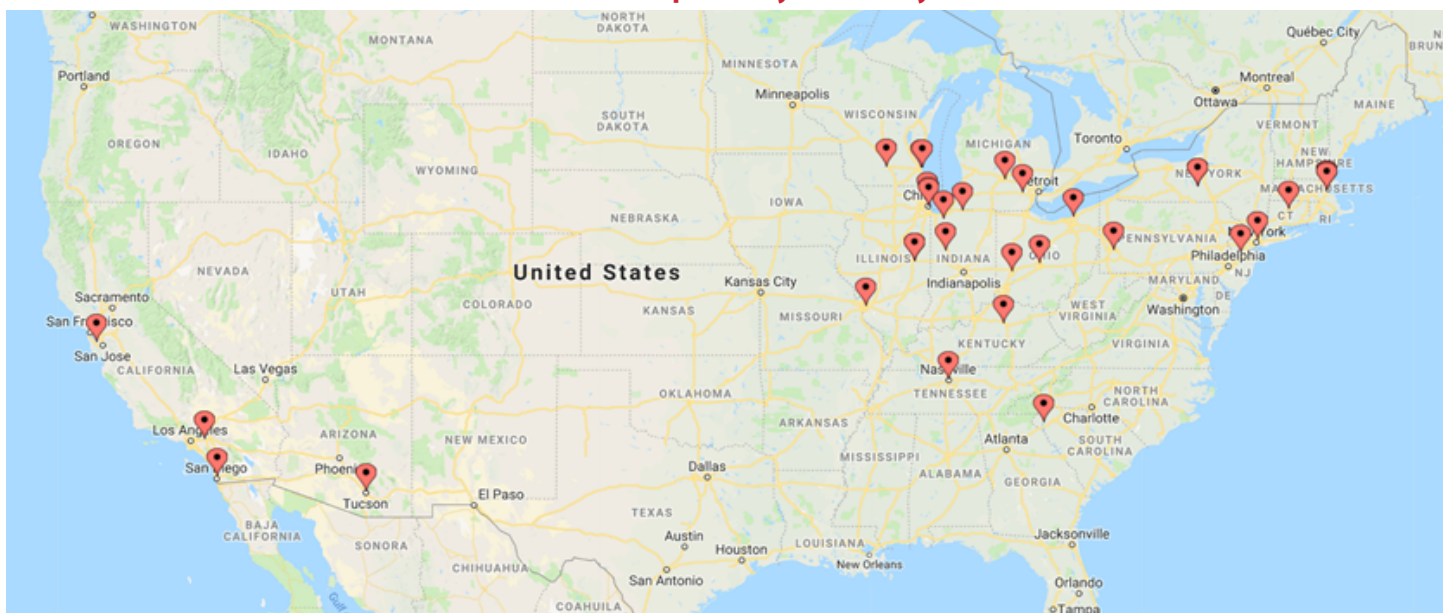 NORTH
DAKOTA
WASHINGTON
MONTANA
Québec City
MINNESOTA
Portland
Minneapolis
Montreal
Ottawa
MAINE
SOUTH
DAKOTA
WISCONSIN
VERMONT
OREGON
IDAHO
MICHIGAN
Toronto
NEW
HAMPSHIRE
WYOMING
NEW YORK
MASSACHUSETTS
IOWA
CT
RI
NEBRASKA
PENNSYLVANIA
ILLINOIS
INDIANA
OHIO
Philadelphia
United States
NEVADA
UTAH
COLORADO
Kansas City
Indianapolis
MARYLAND
NJ
DE
Sacramento
San Francisco
KANSAS
MISSOURI
WEST
VIRGINIA
Washington
San Jose
KENTUCKY
VIRGINIA
CALIFORNIA
Las Vegas
Nashville
OKLAHOMA
TENNESSEE
NORTH
CAROLINA
Charlotte
Los Angeles
ARIZONA
NEW MEXICO
ARKANSAS
Atlanta
SOUTH
CAROLINA
San Diego
Phoenix
Dallas
MISSISSIPPI
ALABAMA
GEORGIA
Tucson
El Paso
TEXAS
BAJA
CALIFORNIA
SONORA
Austin
Houston
LOUISIANA
New Orleans
Jacksonville
CHIHUAHUA
San Antonio
Orlando
Gulf
COAHUILA
Tampa